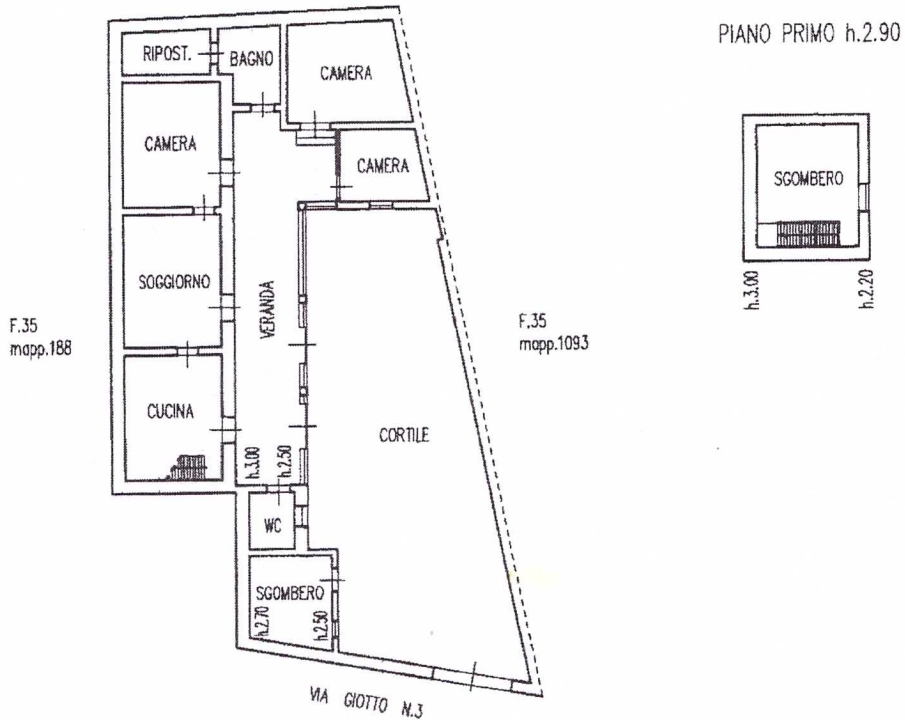 PIANO PRIMO h.2.90
RIPOST.
BAGNO
CAMERA
CAMERA
CAMERA
SGOMBERO
h.3.00
h.2.20
SOGGIORNO
VERANDA
F.35
mapp.188
F.35
mapp.1093
CUCINA
CORTILE
h.3.00
h.2.50
WC
SGOMBERO
h.2.70
h.2.50
VIA GIOTTO N.3